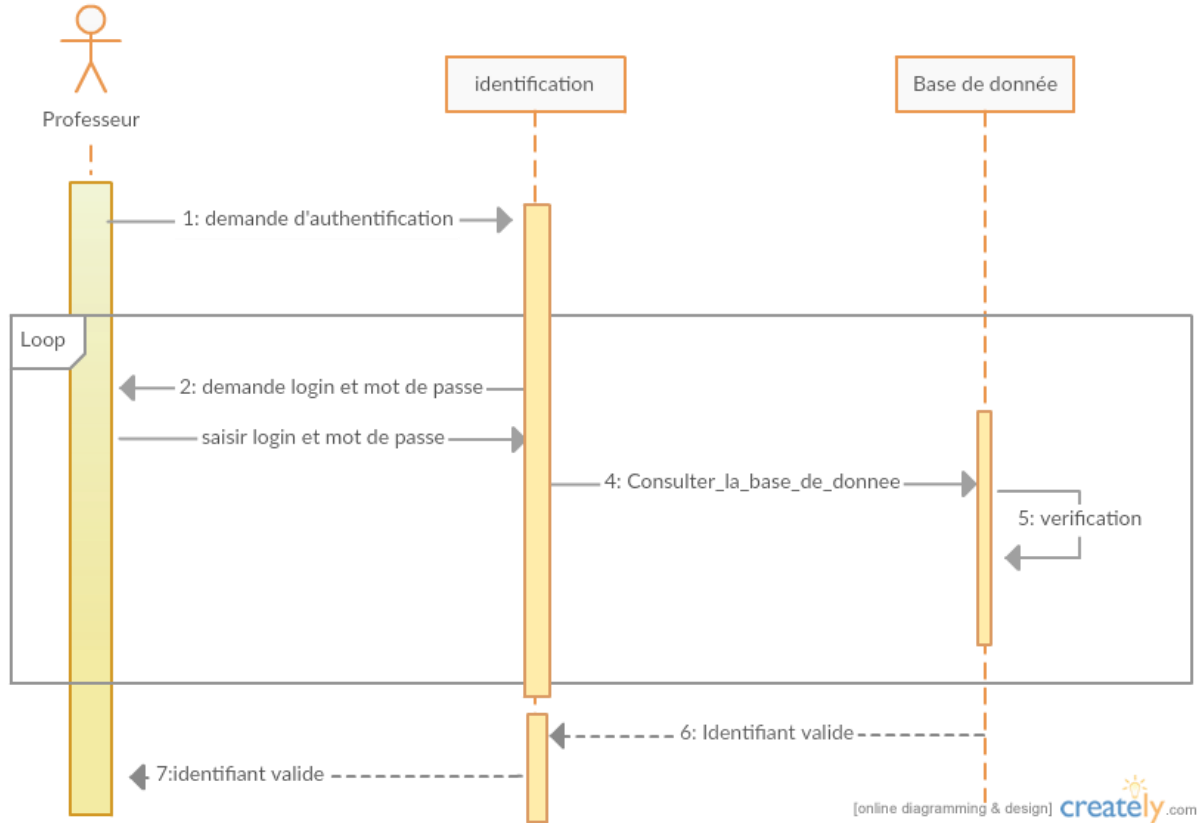 Professeur
identification
Base de donnée
1: demande d'authentification
Loop
2: demande login et mot de passe
saisir login et mot de passe
4: Consulter_la_base_de_donnee
5: verification
6: Identifiant valide
7:identifiant valide
[online diagramming & design] creately.com